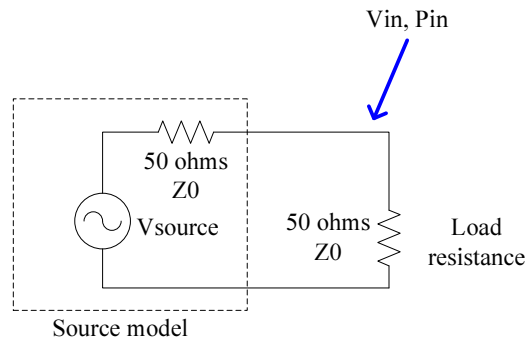 Vin, Pin
50 ohms
Z0
Vsource
50 ohms
Z0
Load
resistance
Source model